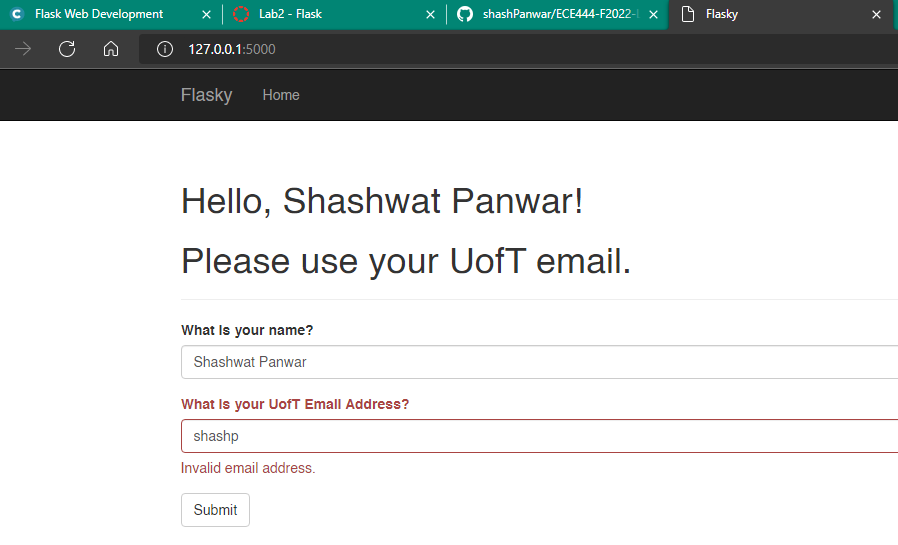 Flask Web Development
Lab2 - Flask
shashPanwar/ECE444-F2022-
Flasky
127.0.0.1:5000
Flasky Home
Hello, Shashwat Panwar!
Please use your UofT email.
What is your name?
Shashwat Panwar
What is your UofT Email Address?
shashp
Invalid email address.
Submit